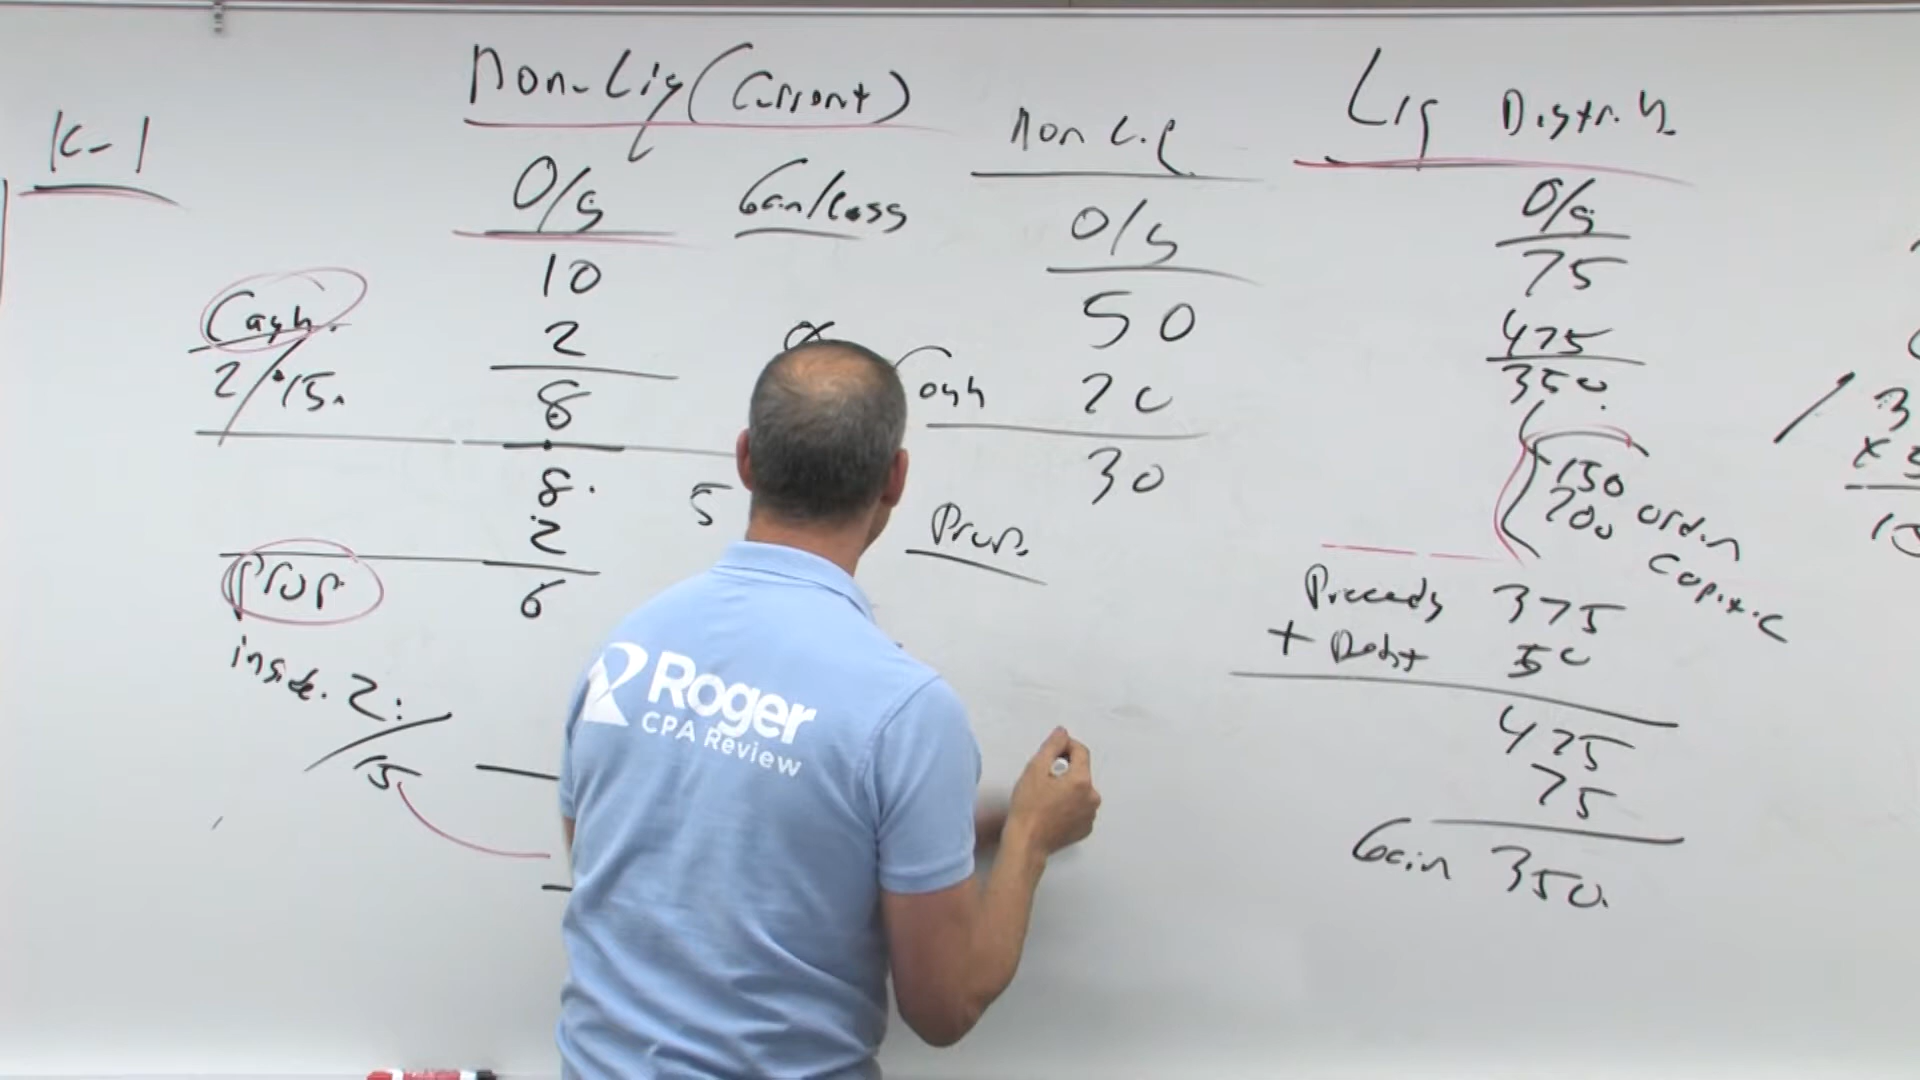 K-1
Non-Liq (Current)
O/S
Gain/Loss
10
2
8
Cash.
2/15.
8.
2
6
5
Prop
inside. 2:
15
Non Liq
O/S
50
Cash 20
30
Prop.
Liq Distrib.
O/S
75
425
350.
150 ordin
200 Capital
Proceeds 375
+ Debt 50
425
75
Gain 350.
3
Roger
CPA Review